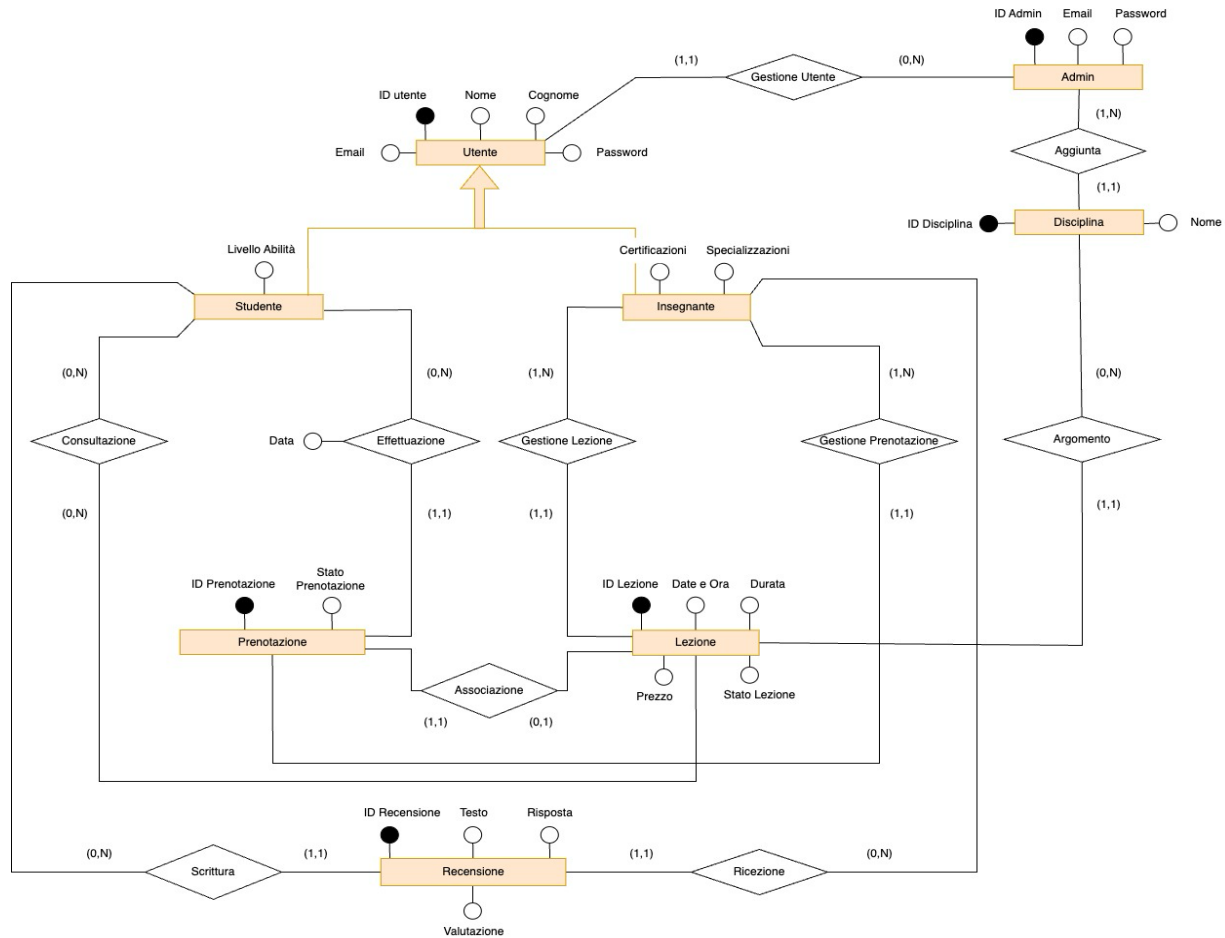 ID Admin
Email
Password
(1,1)
Gestione Utente
(0,N)
Admin
ID utente
Nome
Cognome
(1,N)
Email
Utente
Password
Aggiunta
(1,1)
ID Disciplina
Disciplina
Nome
Livello Abilità
Certificazioni
Specializzazioni
Studente
Insegnante
(0,N)
(0,N)
(1,N)
(1,N)
(0,N)
Consultazione
Data
Effettuazione
Gestione Lezione
Gestione Prenotazione
Argomento
(0,N)
(1,1)
(1,1)
(1,1)
(1,1)
ID Prenotazione
Stato
Prenotazione
ID Lezione
Date e Ora
Durata
Prenotazione
Lezione
Associazione
Prezzo
Stato Lezione
(1,1)
(0,1)
ID Recensione
Testo
Risposta
(0,N)
(1,1)
(1,1)
(0,N)
Scrittura
Recensione
Ricezione
Valutazione